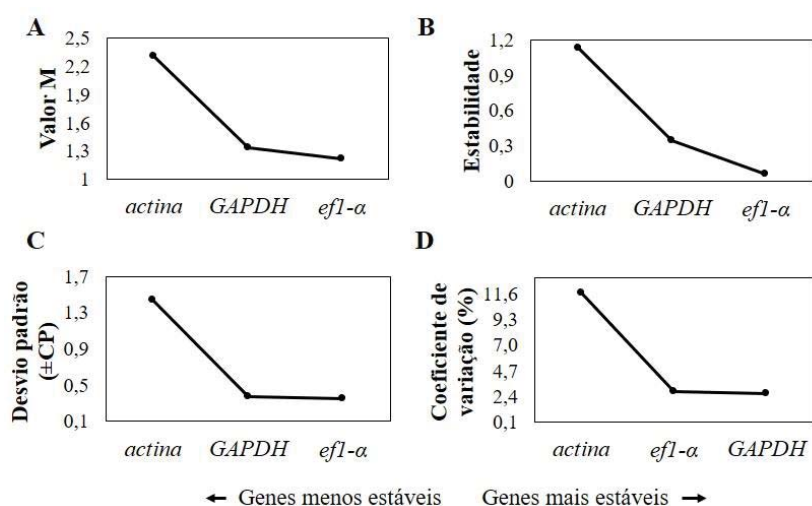 A
Valor M
2,5
2,2
1,9
1,6
1,3
1
actina GAPDH ef1-α
B
Estabilidade
1,2
0,9
0,6
0,3
0
actina GAPDH ef1-α
C
Desvio padrão
(±CP)
1,7
1,3
0,9
0,5
0,1
actina GAPDH ef1-α
D
Coeficiente de
variação (%)
11,6
9,3
7,0
4,7
2,4
0,1
actina ef1-α GAPDH
← Genes menos estáveis Genes mais estáveis →